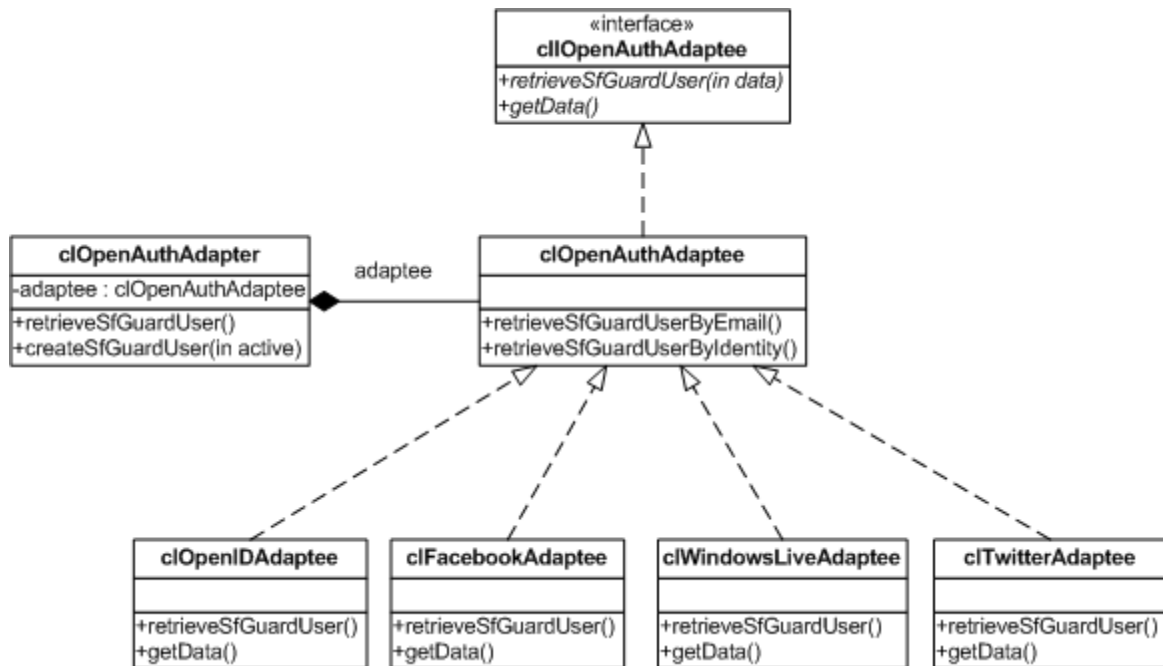 «interface»
clIOpenAuthAdaptee
+retrieveSfGuardUser(in data)
+getData()
clOpenAuthAdapter
-adaptee : clOpenAuthAdaptee
+retrieveSfGuardUser()
+createSfGuardUser(in active)
adaptee
clOpenAuthAdaptee
+retrieveSfGuardUserByEmail()
+retrieveSfGuardUserByIdentity()
clOpenIDAdaptee
+retrieveSfGuardUser()
+getData()
clFacebookAdaptee
+retrieveSfGuardUser()
+getData()
clWindowsLiveAdaptee
+retrieveSfGuardUser()
+getData()
clTwitterAdaptee
+retrieveSfGuardUser()
+getData()